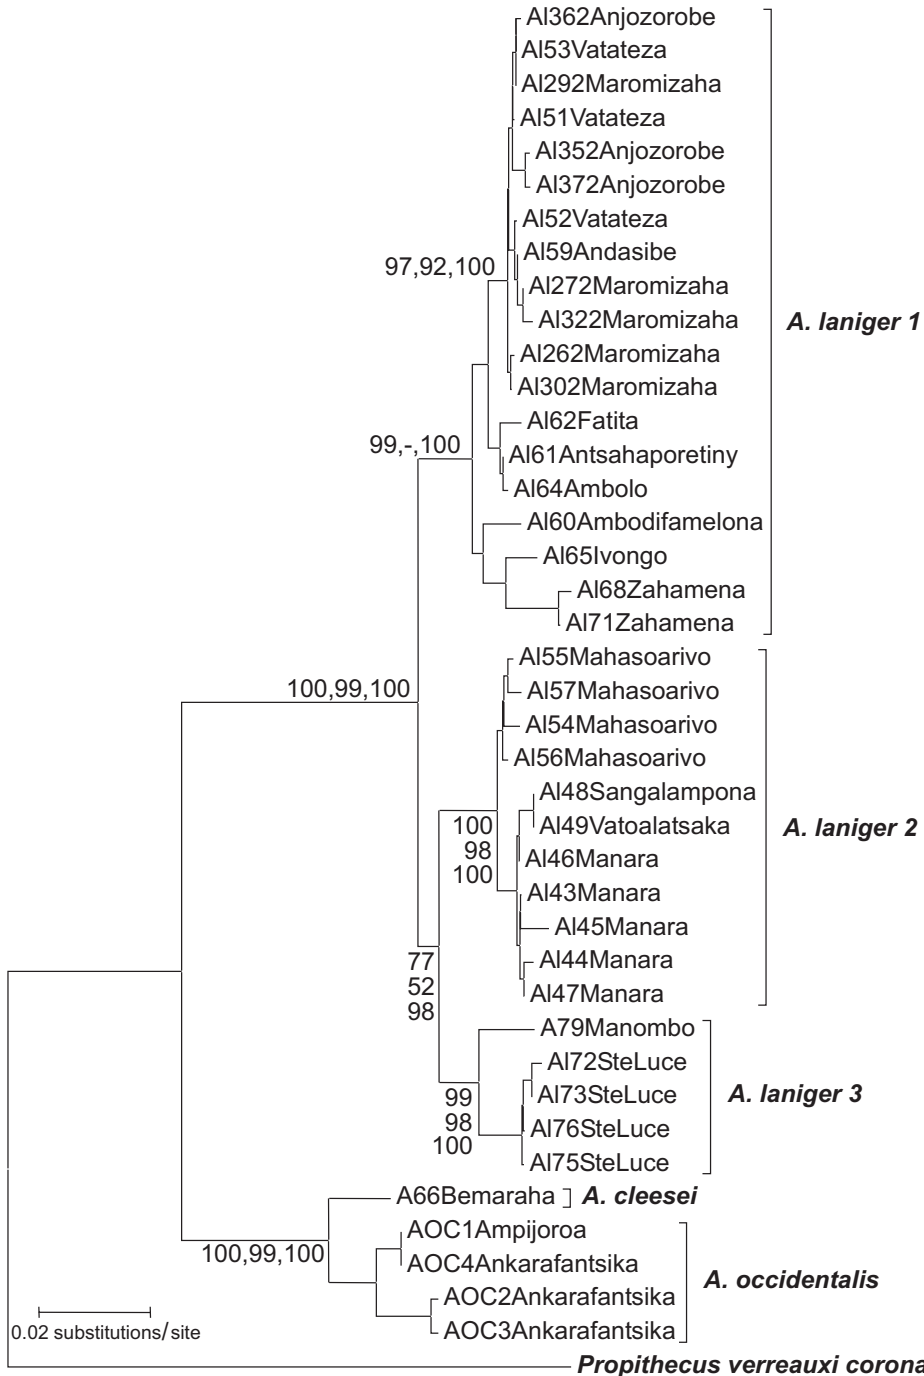 Al362Anjozorobe
Al53Vatateza
Al292Maromizaha
Al51Vatateza
Al352Anjozorobe
Al372Anjozorobe
Al52Vatateza
Al59Andasibe
97,92,100
Al272Maromizaha
Al322Maromizaha
A. laniger 1
Al262Maromizaha
Al302Maromizaha
Al62Fatita
99,-,100
Al61Antsahaporetiny
Al64Ambolo
Al60Ambodifamelona
Al65Ivongo
Al68Zahamena
Al71Zahamena
Al55Mahasoarivo
100,99,100
Al57Mahasoarivo
Al54Mahasoarivo
Al56Mahasoarivo
Al48Sangalampona
100
Al49Vatoalatsaka
A. laniger 2
98
Al46Manara
100
Al43Manara
Al45Manara
77
Al44Manara
52
Al47Manara
98
A79Manombo
Al72SteLuce
99
Al73SteLuce
A. laniger 3
98
Al76SteLuce
100
Al75SteLuce
A66Bemaraha
A. cleesei
AOC1Ampijoroa
100,99,100
AOC4Ankarafantsika
A. occidentalis
AOC2Ankarafantsika
0.02 substitutions/site
AOC3Ankarafantsika
Propithecus verreauxi corona